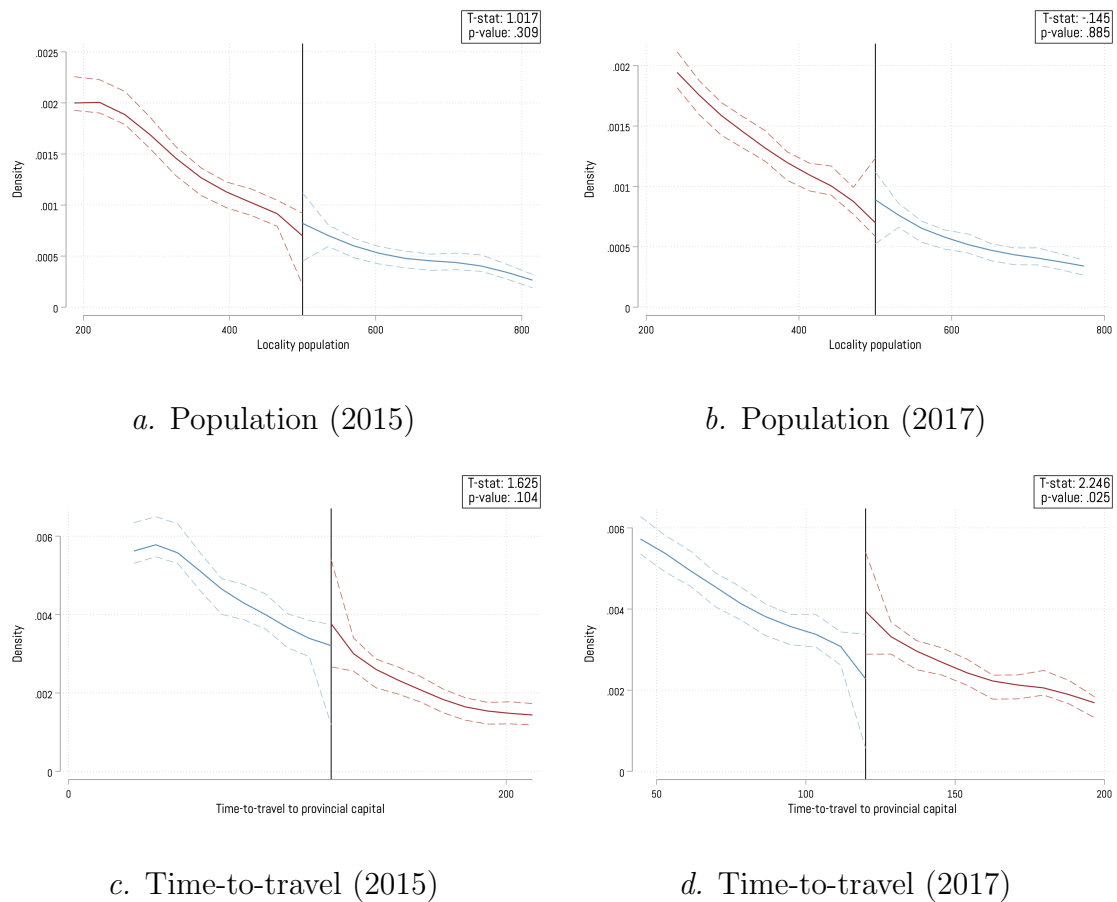 T-stat: 1.017
p-value: .309
.0025
.002
.0015
.001
.0005
0
Density
200
400
600
800
Locality population
a. Population (2015)
T-stat: -.145
p-value: .885
.002
.0015
.001
.0005
0
Density
200
400
600
800
Locality population
b. Population (2017)
T-stat: 1.625
p-value: .104
.006
.004
.002
0
Density
0
200
Time-to-travel to provincial capital
c. Time-to-travel (2015)
T-stat: 2.246
p-value: .025
.006
.004
.002
0
Density
50
100
150
200
Time-to-travel to provincial capital
d. Time-to-travel (2017)